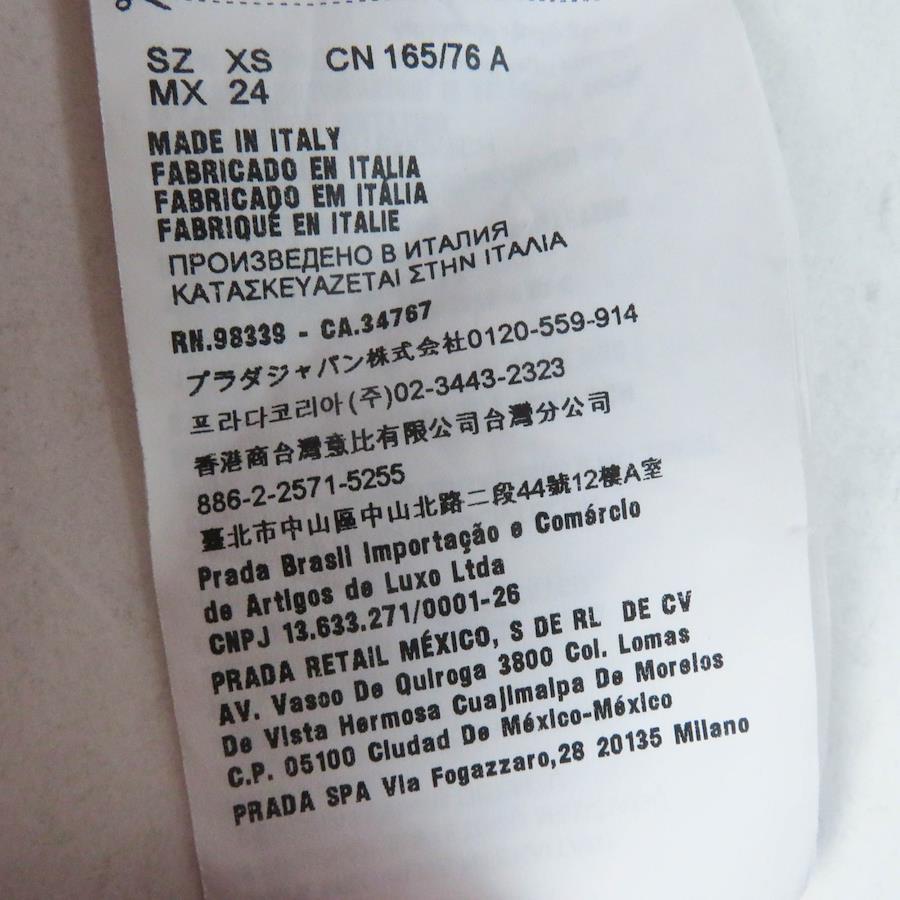 SZ XS CN 165/76 A
MX 24
MADE IN ITALY
FABRICADO EN ITALIA
FABRICADO EM ITÁLIA
FABRIQUÉ EN ITALIE
ПРОИЗВЕДЕНО В ИТАЛИЯ
ΚΑΤΑΣΚΕΥΑΖΕΤΑΙ ΣΤΗΝ ΙΤΑΛΙΑ
RN.98339 - CA.34767
プラダジャパン株式会社0120-559-914
프라다코리아(주)02-3443-2323
香港商台灣意比有限公司台灣分公司
886-2-2571-5255
臺北市中山區中山北路二段44號12樓A室
Prada Brasil Importação e Comércio
de Artigos de Luxo Ltda
CNPJ 13.633.271/0001-26
PRADA RETAIL MÉXICO, S DE RL DE CV
AV. Vasco De Quiroga 3800 Col. Lomas
De Vista Hermosa Cuajimalpa De Morelos
C.P. 05100 Ciudad De México-México
PRADA SPA Via Fogazzaro,28 20135 Milano